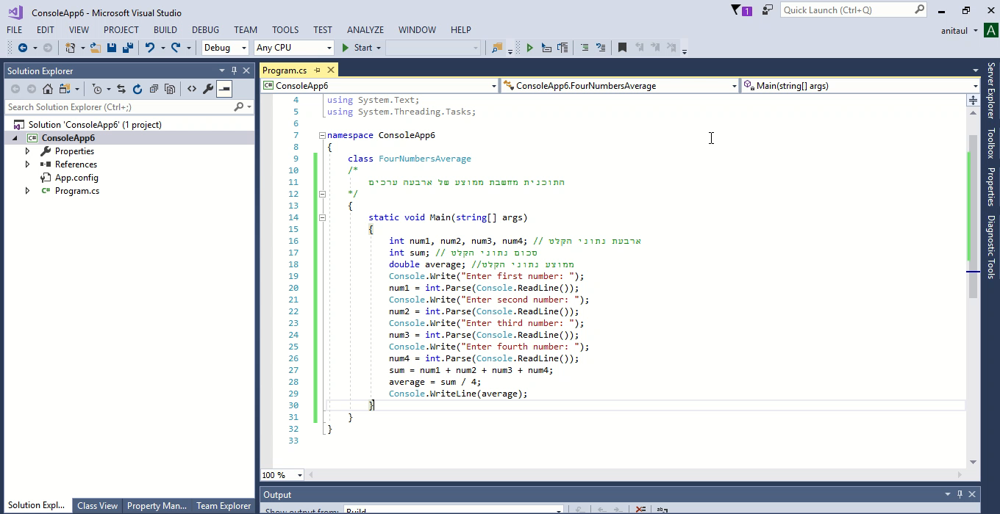 ConsoleApp6 - Microsoft Visual Studio
1
Quick Launch (Ctrl+Q)
FILE EDIT VIEW PROJECT BUILD DEBUG TEAM TOOLS TEST ANALYZE WINDOW HELP
anitaul A
Debug Any CPU Start
Solution Explorer
Search Solution Explorer (Ctrl+;)
Solution 'ConsoleApp6' (1 project)
C# ConsoleApp6
Properties
References
App.config
C# Program.cs
Solution Expl... Class View Property Man... Team Explorer
Program.cs
C# ConsoleApp6 ConsoleApp6.FourNumbersAverage Main(string[] args)
4 using System.Text;
5 using System.Threading.Tasks;
6
7 namespace ConsoleApp6
8 {
9 class FourNumbersAverage
10 /*
11 התוכנית מחשבת ממוצע של ארבעה ערכים
12 */
13 {
14 static void Main(string[] args)
15 {
16 int num1, num2, num3, num4; // ארבעת נתוני הקלט
17 int sum; // סכום נתוני הקלט
18 double average; //ממוצע נתוני הקלט
19 Console.Write("Enter first number: ");
20 num1 = int.Parse(Console.ReadLine());
21 Console.Write("Enter second number: ");
22 num2 = int.Parse(Console.ReadLine());
23 Console.Write("Enter third number: ");
24 num3 = int.Parse(Console.ReadLine());
25 Console.Write("Enter fourth number: ");
26 num4 = int.Parse(Console.ReadLine());
27 sum = num1 + num2 + num3 + num4;
28 average = sum / 4;
29 Console.WriteLine(average);
30 }
31 }
32 }
33
100 %
Output
Show output from: Build
Server Explorer
Toolbox
Properties
Diagnostic Tools